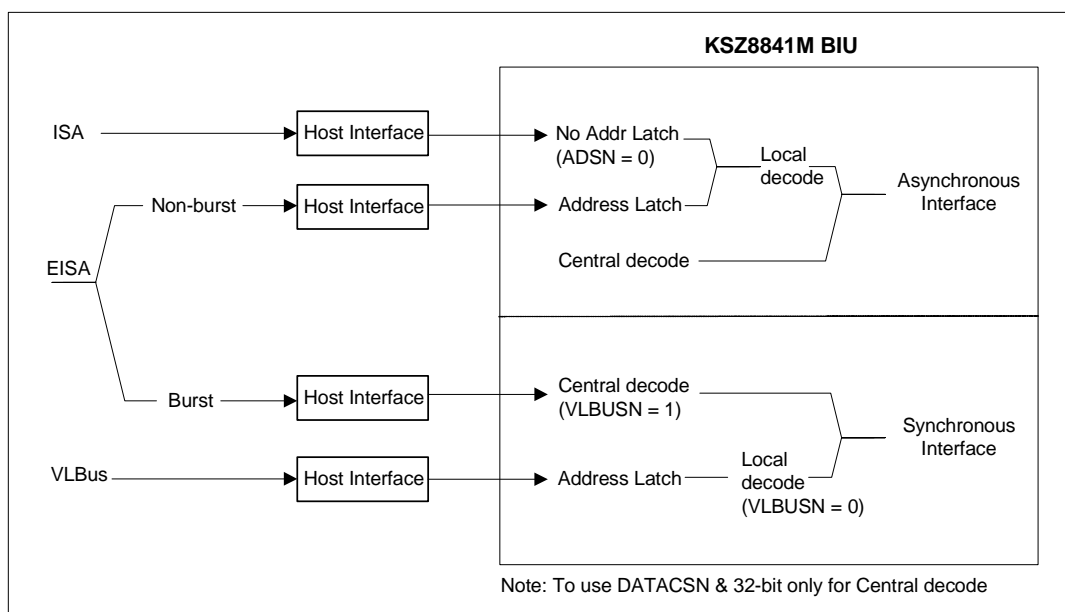 KSZ8841M BIU
ISA
Host Interface
No Addr Latch
(ADSN = 0)
Local
decode
Asynchronous
Interface
Non-burst
Host Interface
Address Latch
EISA
Central decode
Burst
Host Interface
Central decode
(VLBUSN = 1)
Synchronous
Interface
VLBus
Host Interface
Address Latch
Local
decode
(VLBUSN = 0)
Note: To use DATACSN & 32-bit only for Central decode